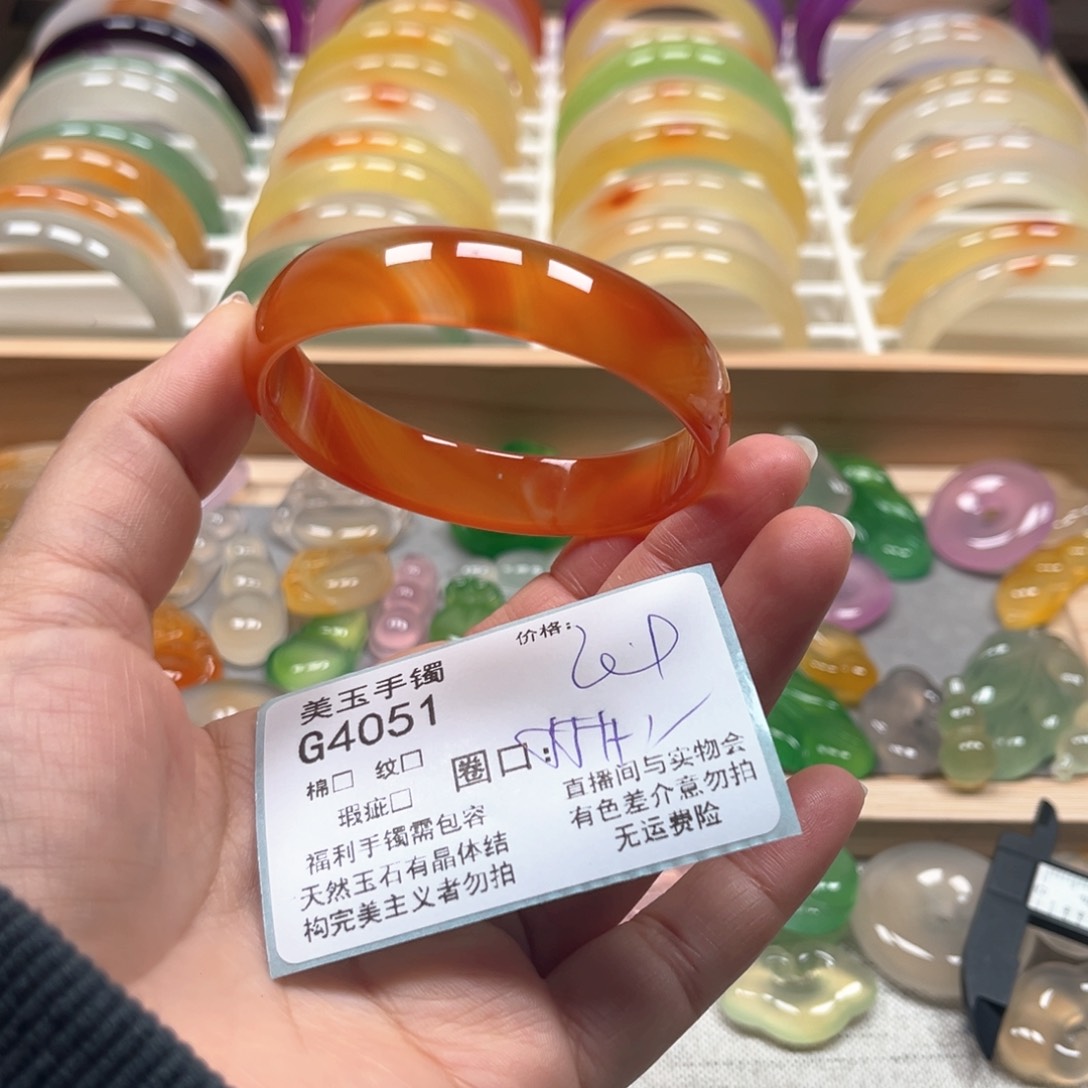 价格:
美玉手镯
G4051
棉□ 纹□ 圈口:
瑕疵□
福利手镯需包容
天然玉石有晶体结
构完美主义者勿拍
直播间与实物会
有色差介意勿拍
无运费险